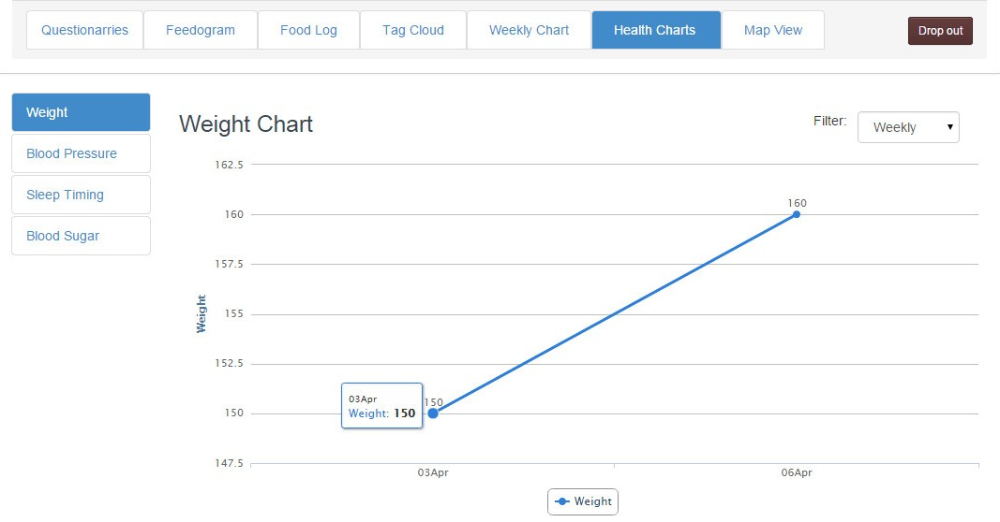 Questionarries Feedogram Food Log Tag Cloud Weekly Chart Health Charts Map View Drop out
Weight
Blood Pressure
Sleep Timing
Blood Sugar
Weight Chart
Filter: Weekly
162.5
160
157.5
155
152.5
150
147.5
Weight
160
150
03Apr
Weight: 150
03Apr 06Apr
Weight